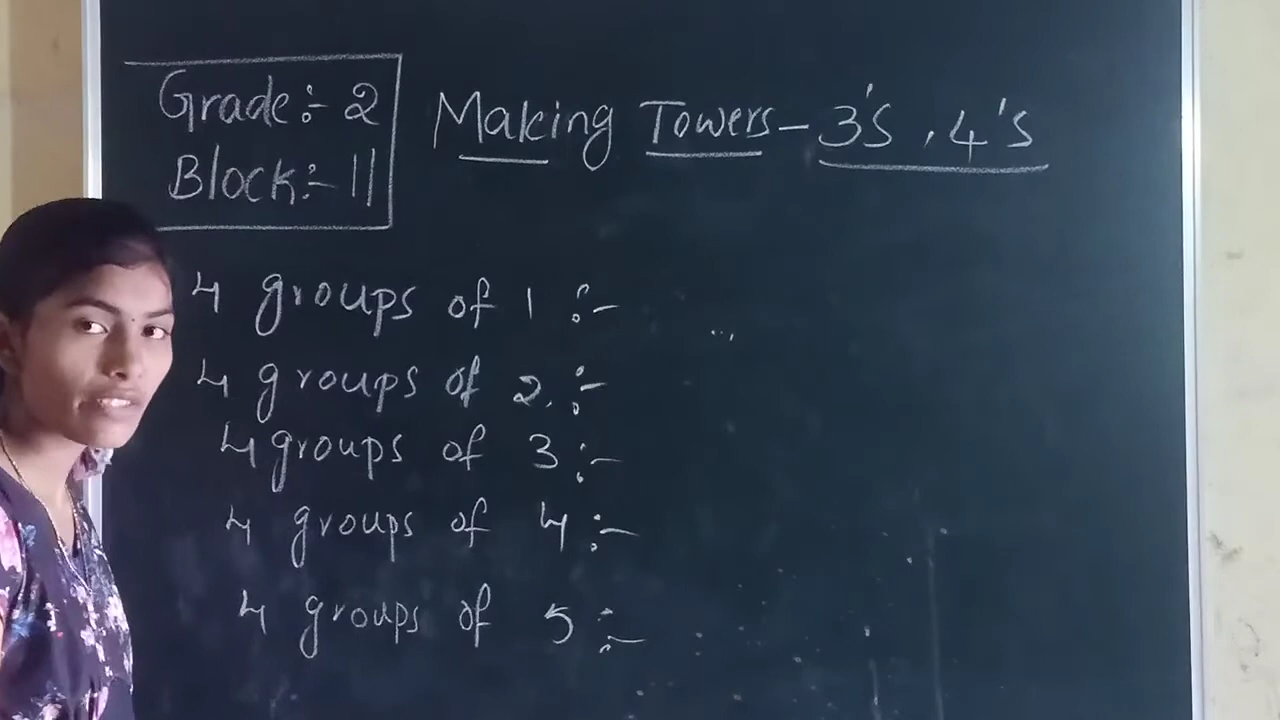 Grade:- 2
Block:- 11
Making Towers - 3's, 4's
4 groups of 1 :-
4 groups of 2. :-
4 groups of 3 :-
4 groups of 4 :-
4 groups of 5 :-